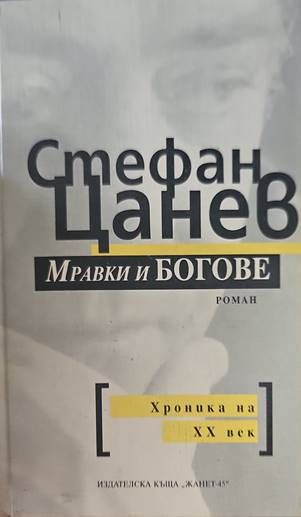 Стефан
Цанев
МРАВКИ И БОГОВЕ
РОМАН
Хроника на
XX век
ИЗДАТЕЛСКА КЪЩА „ЖАНЕТ-45"